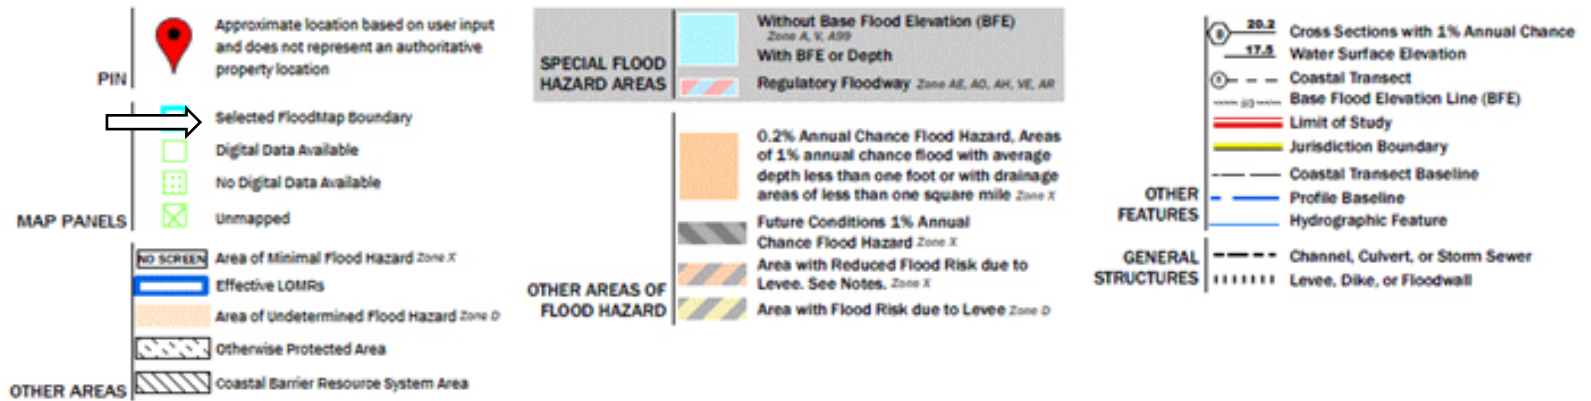 PIN
Approximate location based on user input
and does not represent an authoritative
property location
MAP PANELS
Selected FloodMap Boundary
Digital Data Available
No Digital Data Available
Unmapped
OTHER AREAS
NO SCREEN Area of Minimal Flood Hazard Zone X
Effective LOMRs
Area of Undetermined Flood Hazard Zone D
Otherwise Protected Area
Coastal Barrier Resource System Area
SPECIAL FLOOD
HAZARD AREAS
Without Base Flood Elevation (BFE)
Zone A, V, A99
With BFE or Depth
Regulatory Floodway Zone AE, AO, AH, VE, AR
OTHER AREAS OF
FLOOD HAZARD
0.2% Annual Chance Flood Hazard, Areas
of 1% annual chance flood with average
depth less than one foot or with drainage
areas of less than one square mile Zone X
Future Conditions 1% Annual
Chance Flood Hazard Zone X
Area with Reduced Flood Risk due to
Levee. See Notes. Zone X
Area with Flood Risk due to Levee Zone D
OTHER
FEATURES
20.2 Cross Sections with 1% Annual Chance
17.5 Water Surface Elevation
Coastal Transect
Base Flood Elevation Line (BFE)
Limit of Study
Jurisdiction Boundary
Coastal Transect Baseline
Profile Baseline
Hydrographic Feature
GENERAL
STRUCTURES
Channel, Culvert, or Storm Sewer
Levee, Dike, or Floodwall